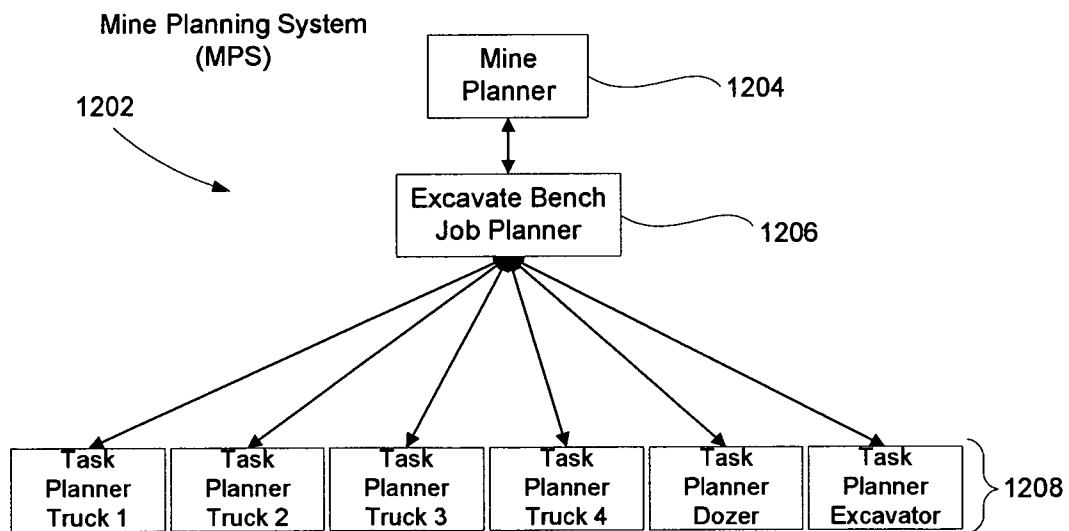 Mine Planning System
(MPS)
1202
Mine
Planner
1204
Excavate Bench
Job Planner
1206
Task
Planner
Truck 1
Task
Planner
Truck 2
Task
Planner
Truck 3
Task
Planner
Truck 4
Task
Planner
Dozer
Task
Planner
Excavator
1208